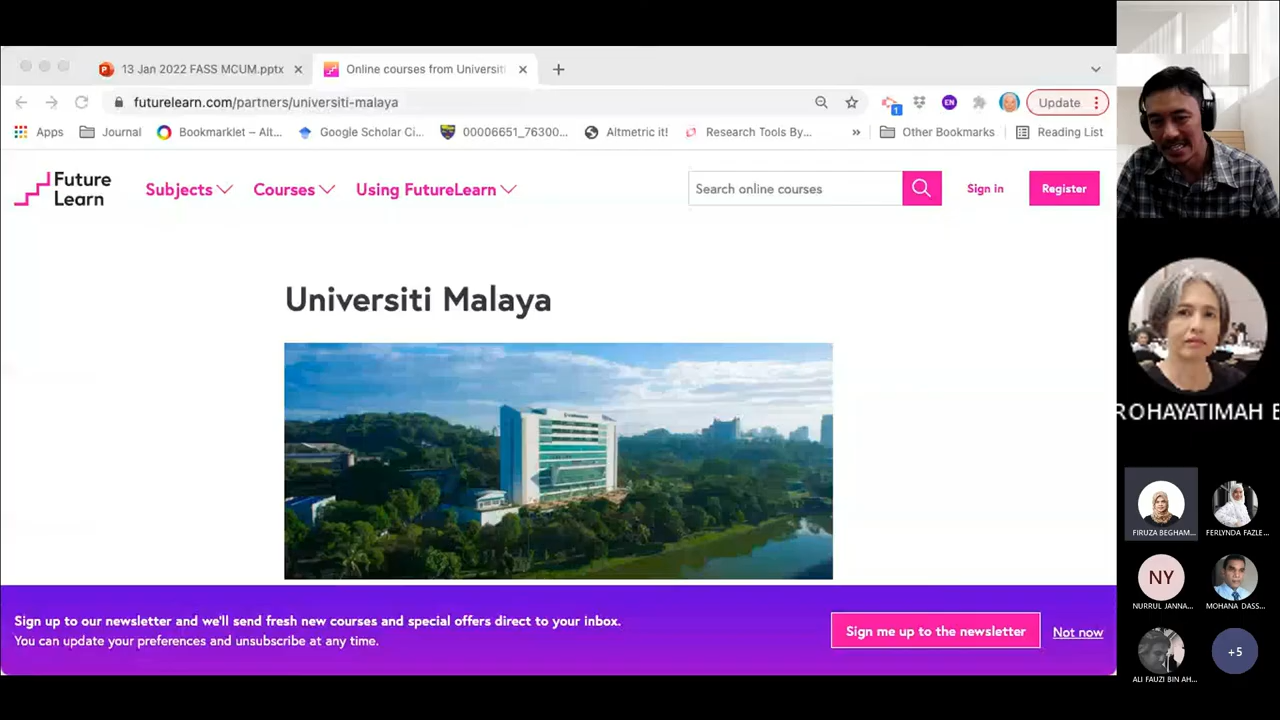 13 Jan 2022 FASS MCUM.pptx
Online courses from Universiti
futurelearn.com/partners/universiti-malaya
EN
1
Update
Apps
Journal
Bookmarklet – Alt...
Google Scholar Ci...
00006651_76300...
Altmetric it!
Research Tools By...
»
Other Bookmarks
Reading List
Future
Learn
Subjects
Courses
Using FutureLearn
Search online courses
Sign in
Register
Universiti Malaya
Sign up to our newsletter and we'll send fresh new courses and special offers direct to your inbox.
You can update your preferences and unsubscribe at any time.
Sign me up to the newsletter
Not now
ROHAYATIMAH B
FIRUZA BEGHAM...
FERLYNDA FAZLE...
NY
NURRUL JANNA...
MOHANA DASS...
ALI FAUZI BIN AH...
+5